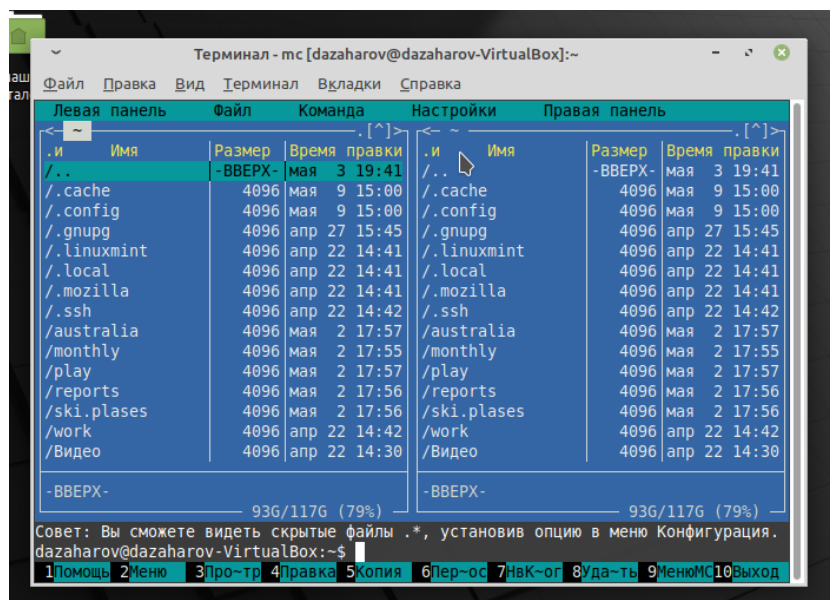 Терминал - mc [dazaharov@dazaharov-VirtualBox]:~
Файл Правка Вид Терминал Вкладки Справка
Левая панель Файл Команда Настройки Правая панель
<- ~ .[^]> <- ~ .[^]>
.и Имя Размер Время правки .и Имя Размер Время правки
/.. -ВВЕРХ- мая 3 19:41 /.. -ВВЕРХ- мая 3 19:41
/.cache 4096 мая 9 15:00 /.cache 4096 мая 9 15:00
/.config 4096 мая 9 15:00 /.config 4096 мая 9 15:00
/.gnupg 4096 апр 27 15:45 /.gnupg 4096 апр 27 15:45
/.linuxmint 4096 апр 22 14:41 /.linuxmint 4096 апр 22 14:41
/.local 4096 апр 22 14:41 /.local 4096 апр 22 14:41
/.mozilla 4096 апр 22 14:41 /.mozilla 4096 апр 22 14:41
/.ssh 4096 апр 22 14:42 /.ssh 4096 апр 22 14:42
/australia 4096 мая 2 17:57 /australia 4096 мая 2 17:57
/monthly 4096 мая 2 17:55 /monthly 4096 мая 2 17:55
/play 4096 мая 2 17:57 /play 4096 мая 2 17:57
/reports 4096 мая 2 17:56 /reports 4096 мая 2 17:56
/ski.plases 4096 мая 2 17:56 /ski.plases 4096 мая 2 17:56
/work 4096 апр 22 14:42 /work 4096 апр 22 14:42
/Видео 4096 апр 22 14:30 /Видео 4096 апр 22 14:30
-ВВЕРХ- -ВВЕРХ-
93G/117G (79%) 93G/117G (79%)
Совет: Вы сможете видеть скрытые файлы .*, установив опцию в меню Конфигурация.
dazaharov@dazaharov-VirtualBox:~$
1Помощь 2Меню 3Про~тр 4Правка 5Копия 6Пер~ос 7НвК~ог 8Уда~ть 9МенюMC 10Выход